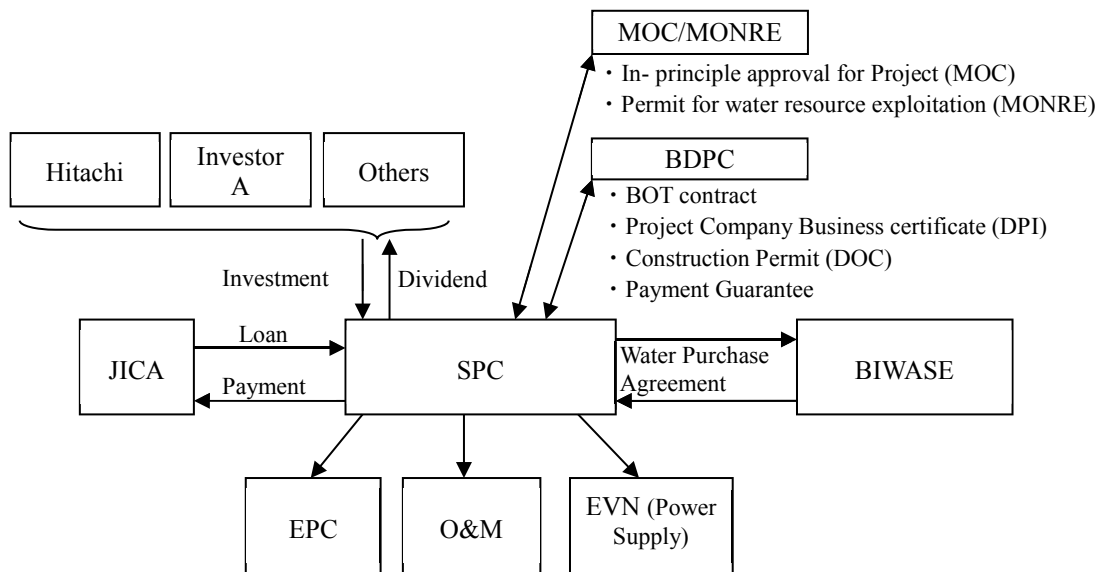 MOC/MONRE
・In- principle approval for Project (MOC)
・Permit for water resource exploitation (MONRE)
Hitachi
Investor
A
Others
BDPC
・BOT contract
・Project Company Business certificate (DPI)
・Construction Permit (DOC)
・Payment Guarantee
Investment
Dividend
JICA
Loan
Payment
SPC
Water Purchase
Agreement
BIWASE
EPC
O&M
EVN (Power
Supply)